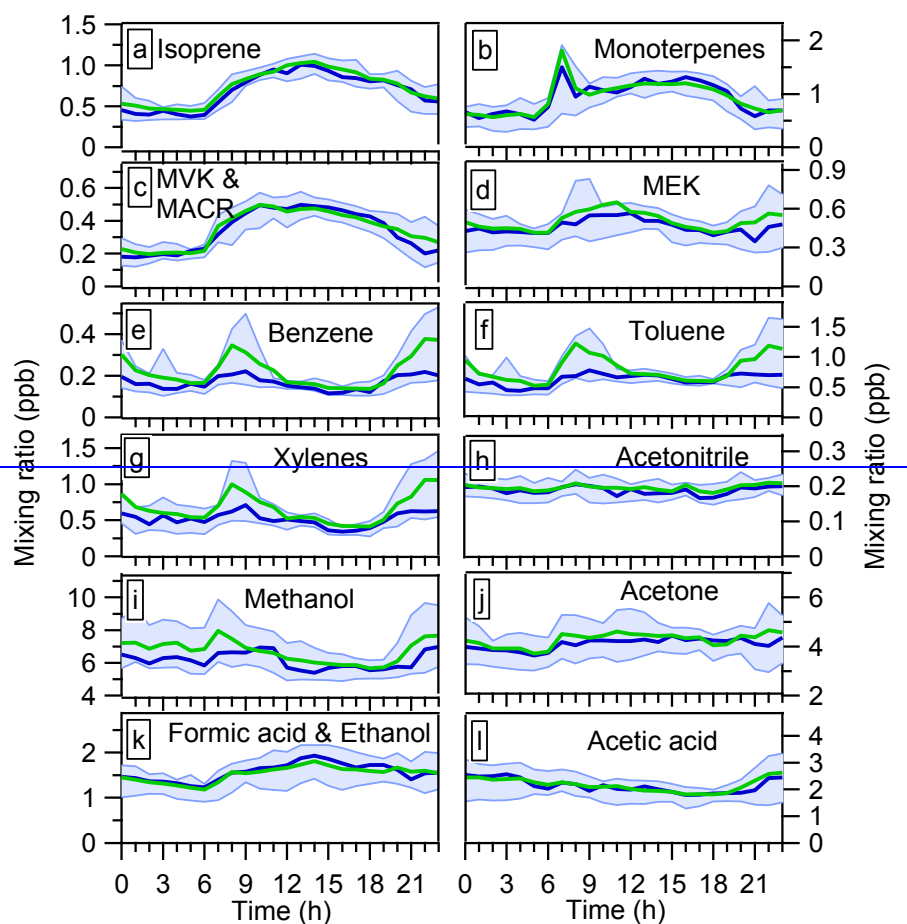 a Isoprene
1.5
1.0
0.5
0
b Monoterpenes
2
1
0
c MVK &
MACR
0.6
0.4
0.2
0
d MEK
0.9
0.6
0.3
0
e Benzene
0.4
0.2
0
f Toluene
1.5
1.0
0.5
0
g Xylenes
1.5
1.0
0.5
0
h Acetonitrile
0.3
0.2
0.1
0
i Methanol
10
8
6
4
j Acetone
6
4
2
k Formic acid & Ethanol
2
1
0
l Acetic acid
4
3
2
1
0
Mixing ratio (ppb)
Mixing ratio (ppb)
0 3 6 9 12 15 18 21
0 3 6 9 12 15 18 21
Time (h)
Time (h)